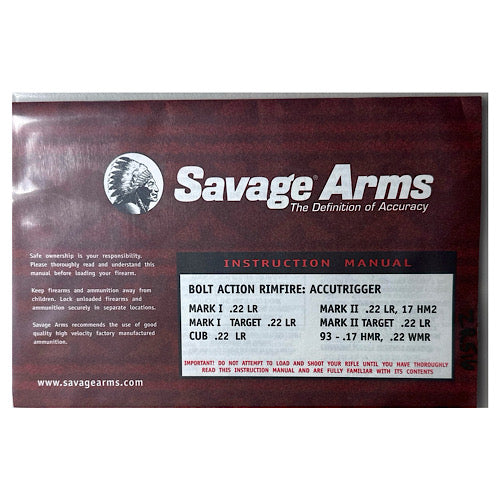 Savage® Arms
The Definition of Accuracy
Safe ownership is your responsibility.
Please thoroughly read and understand this
manual before loading your firearm.
Keep firearms and ammunition away from
children. Lock unloaded firearms and
ammunition securely in separate locations.
Savage Arms recommends the use of good
quality high velocity factory manufactured
ammunition.
www.savagearms.com
INSTRUCTION MANUAL
BOLT ACTION RIMFIRE: ACCUTRIGGER
MARK I .22 LR
MARK I TARGET .22 LR
CUB .22 LR
MARK II .22 LR, 17 HM2
MARK II TARGET .22 LR
93 - .17 HMR, .22 WMR
IMPORTANT! DO NOT ATTEMPT TO LOAD AND SHOOT YOUR RIFLE UNTIL YOU HAVE THOROUGHLY
READ THIS INSTRUCTION MANUAL AND ARE FULLY FAMILIAR WITH ITS CONTENTS